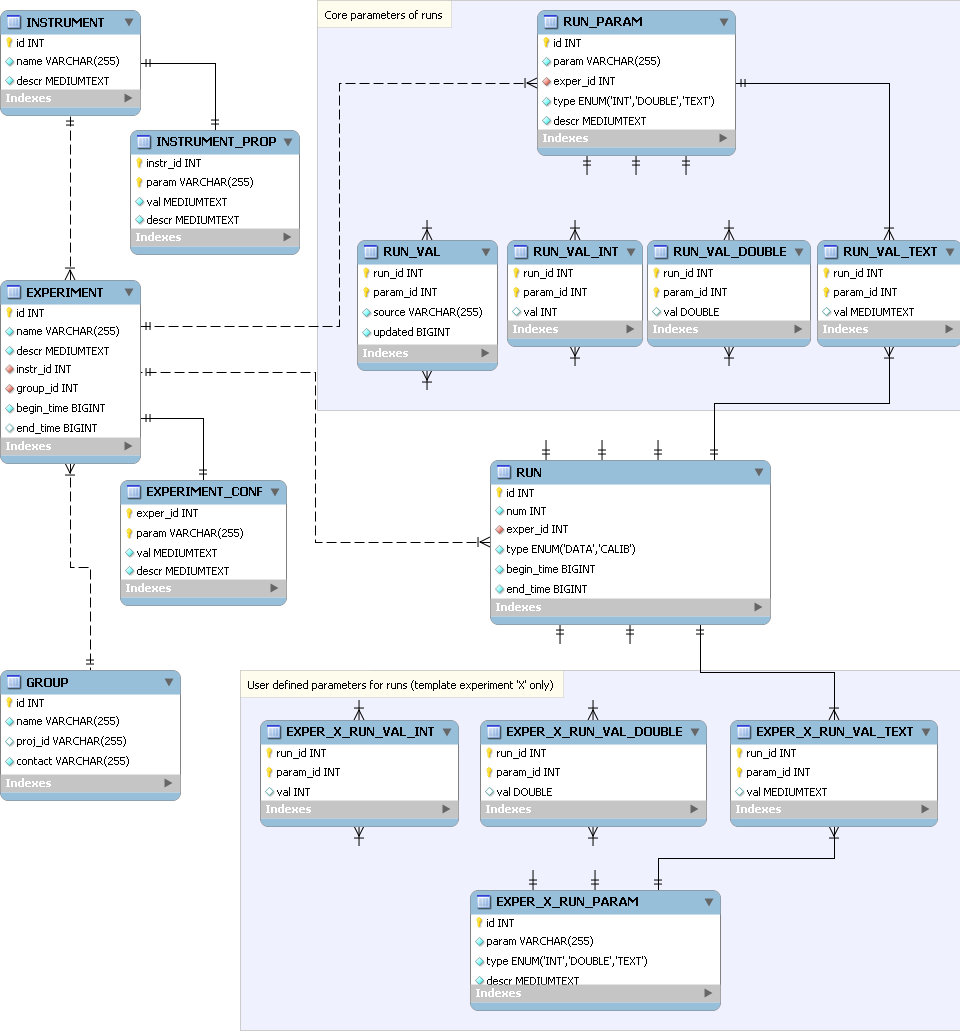 INSTRUMENT
id INT
name VARCHAR(255)
descr MEDIUMTEXT
Indexes
INSTRUMENT_PROP
instr_id INT
param VARCHAR(255)
val MEDIUMTEXT
descr MEDIUMTEXT
Indexes
EXPERIMENT
id INT
name VARCHAR(255)
descr MEDIUMTEXT
instr_id INT
group_id INT
begin_time BIGINT
end_time BIGINT
Indexes
EXPERIMENT_CONF
exper_id INT
param VARCHAR(255)
val MEDIUMTEXT
descr MEDIUMTEXT
Indexes
GROUP
id INT
name VARCHAR(255)
proj_id VARCHAR(255)
contact VARCHAR(255)
Indexes
Core parameters of runs
RUN_PARAM
id INT
param VARCHAR(255)
exper_id INT
type ENUM('INT','DOUBLE','TEXT')
descr MEDIUMTEXT
Indexes
RUN_VAL
run_id INT
param_id INT
source VARCHAR(255)
updated BIGINT
Indexes
RUN_VAL_INT
run_id INT
param_id INT
val INT
Indexes
RUN_VAL_DOUBLE
run_id INT
param_id INT
val DOUBLE
Indexes
RUN_VAL_TEXT
run_id INT
param_id INT
val MEDIUMTEXT
Indexes
RUN
id INT
num INT
exper_id INT
type ENUM('DATA','CALIB')
begin_time BIGINT
end_time BIGINT
Indexes
User defined parameters for runs (template experiment 'X' only)
EXPER_X_RUN_VAL_INT
run_id INT
param_id INT
val INT
Indexes
EXPER_X_RUN_VAL_DOUBLE
run_id INT
param_id INT
val DOUBLE
Indexes
EXPER_X_RUN_VAL_TEXT
run_id INT
param_id INT
val MEDIUMTEXT
Indexes
EXPER_X_RUN_PARAM
id INT
param VARCHAR(255)
type ENUM('INT','DOUBLE','TEXT')
descr MEDIUMTEXT
Indexes